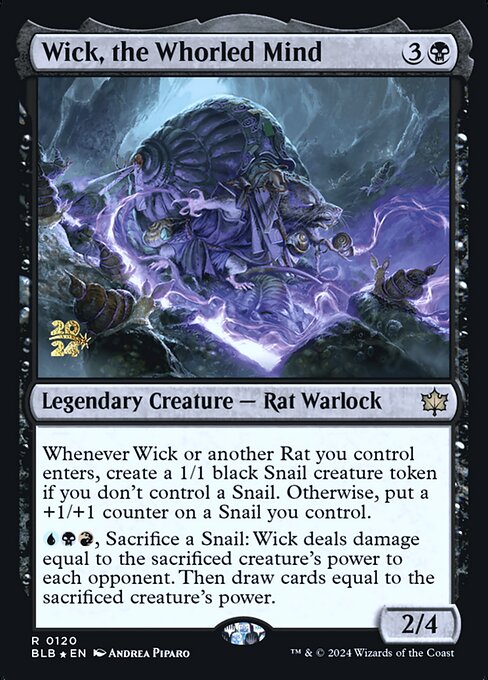 Wick, the Whorled Mind 3
2024
Legendary Creature — Rat Warlock
Whenever Wick or another Rat you control
enters, create a 1/1 black Snail creature token
if you don't control a Snail. Otherwise, put a
+1/+1 counter on a Snail you control.
, Sacrifice a Snail: Wick deals damage
equal to the sacrificed creature's power to
each opponent. Then draw cards equal to the
sacrificed creature's power.
2/4
R 0120
BLB ★ EN Andrea Piparo
™ & © 2024 Wizards of the Coast